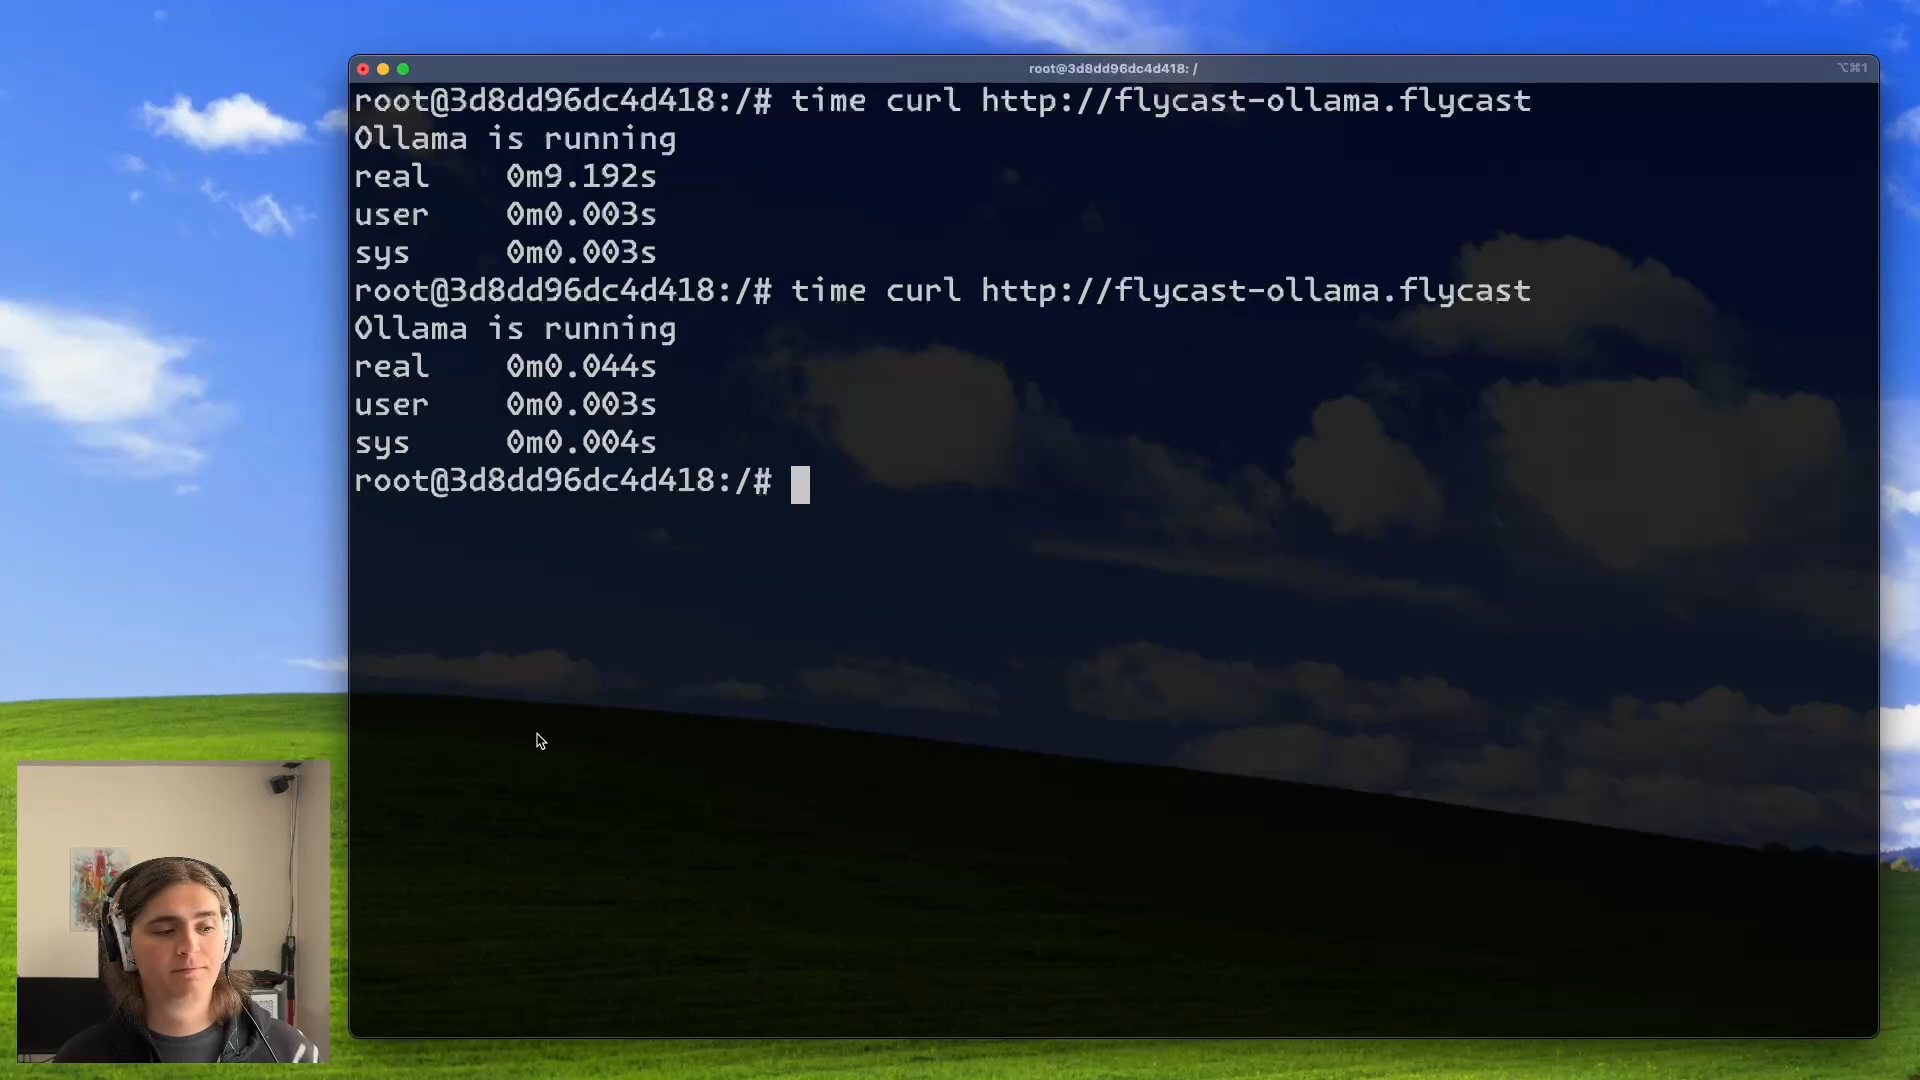 root@3d8dd96dc4d418: /
⌥⌘1
root@3d8dd96dc4d418:/# time curl http://flycast-ollama.flycast
Ollama is running
real 0m9.192s
user 0m0.003s
sys 0m0.003s
root@3d8dd96dc4d418:/# time curl http://flycast-ollama.flycast
Ollama is running
real 0m0.044s
user 0m0.003s
sys 0m0.004s
root@3d8dd96dc4d418:/#